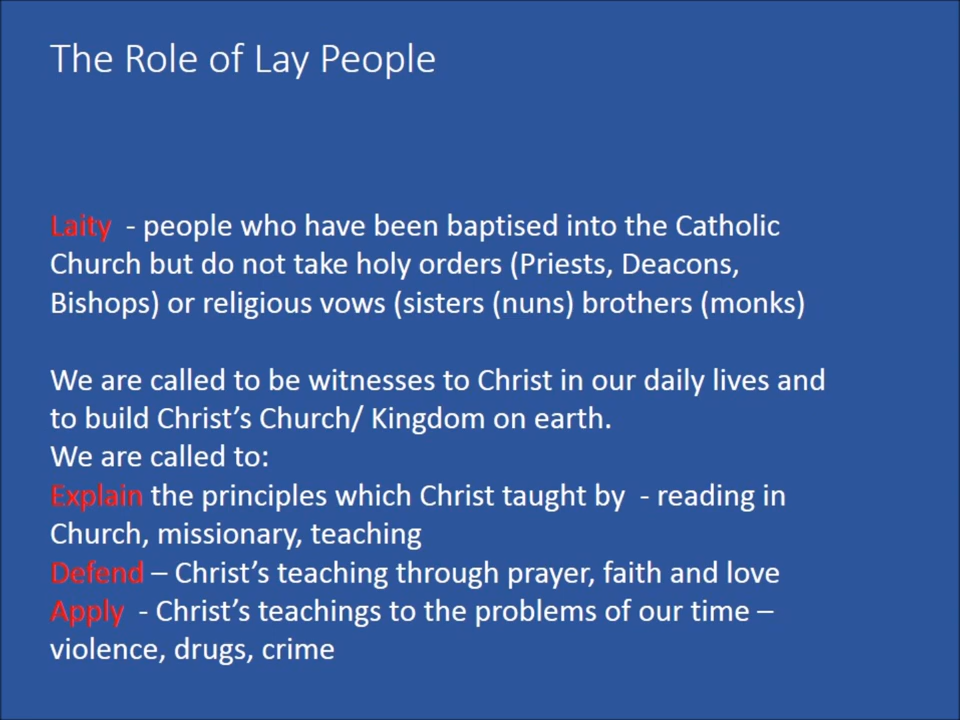 The Role of Lay People
Laity  - people who have been baptised into the Catholic
Church but do not take holy orders (Priests, Deacons,
Bishops) or religious vows (sisters (nuns) brothers (monks)
We are called to be witnesses to Christ in our daily lives and
to build Christ’s Church/ Kingdom on earth.
We are called to:
Explain the principles which Christ taught by  - reading in
Church, missionary, teaching
Defend – Christ’s teaching through prayer, faith and love
Apply  - Christ’s teachings to the problems of our time –
violence, drugs, crime